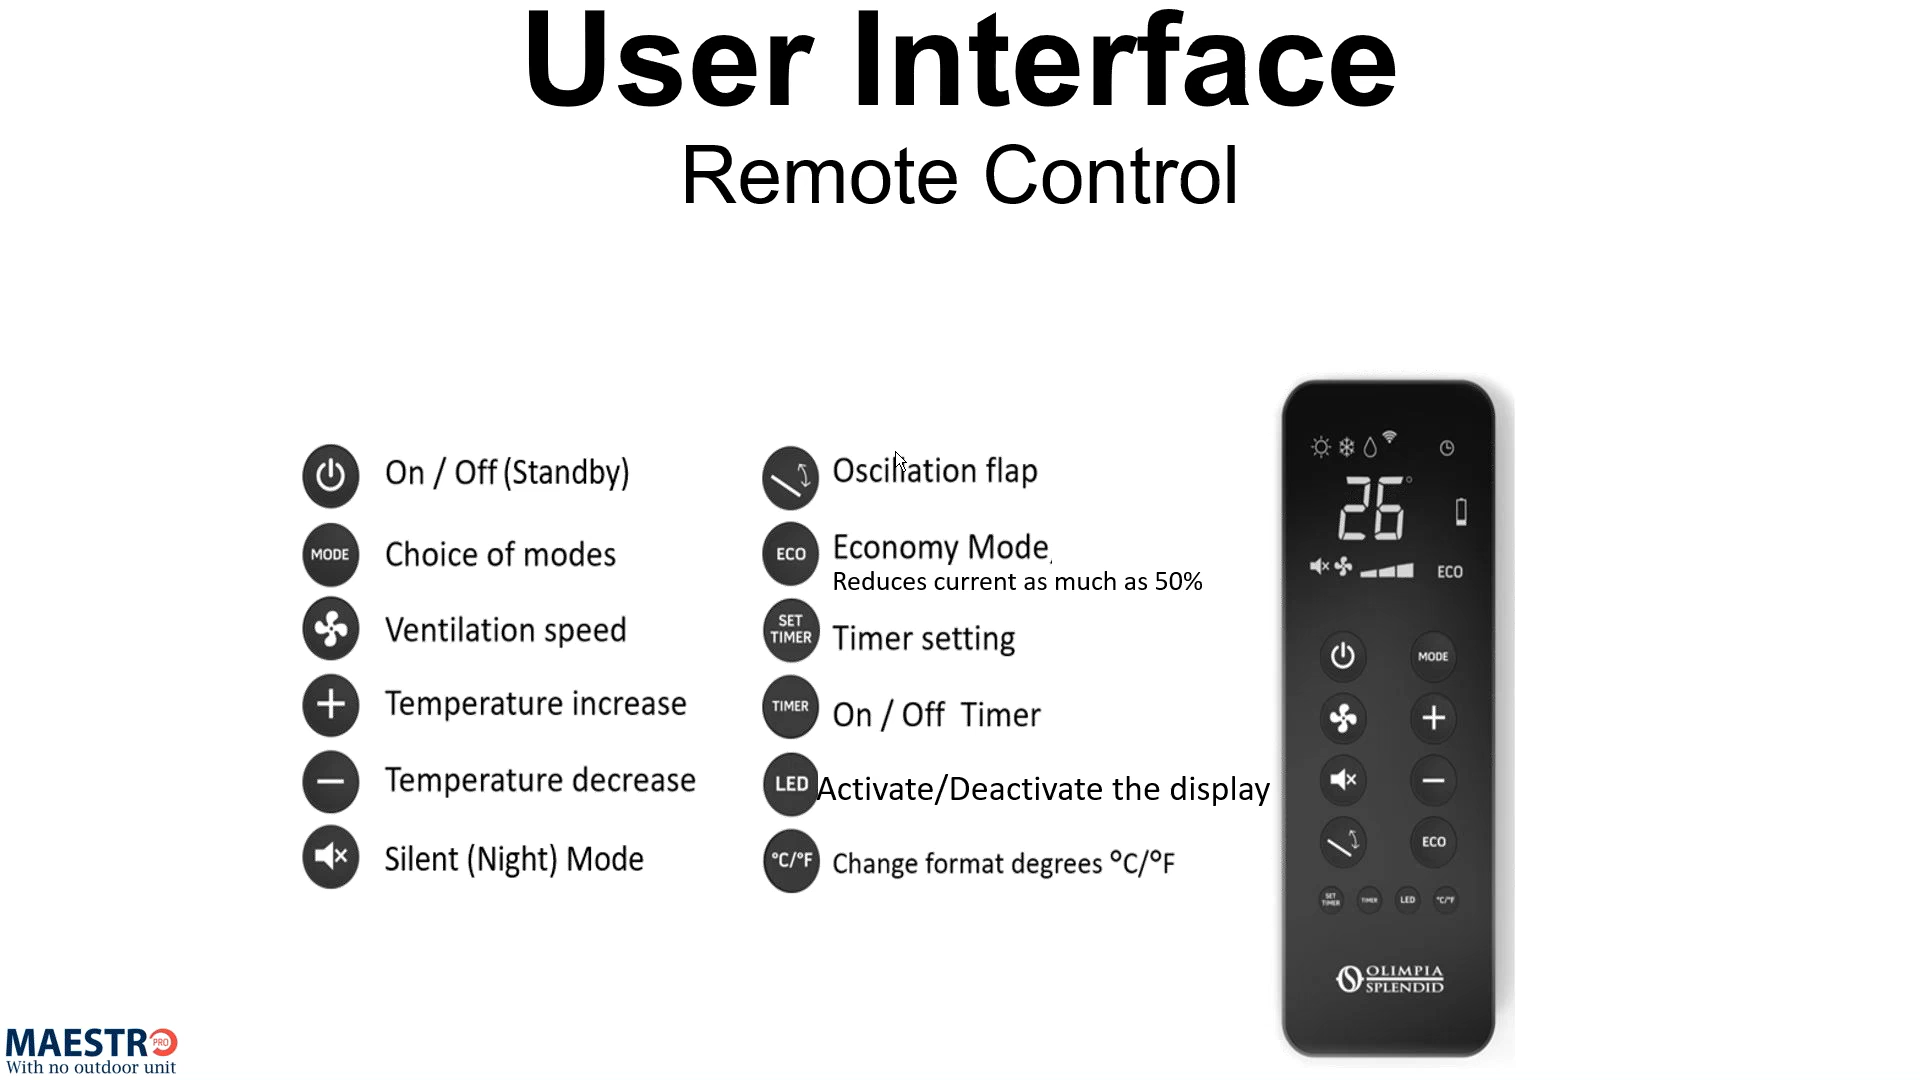 User Interface
Remote Control
On / Off (Standby)
MODE Choice of modes
Ventilation speed
Temperature increase
Temperature decrease
Silent (Night) Mode
Oscillation flap
ECO Economy Mode,
Reduces current as much as 50%
SET
TIMER Timer setting
TIMER On / Off Timer
LED Activate/Deactivate the display
°C/°F Change format degrees °C/°F
26°
ECO
MODE
ECO
SET
TIMER
TIMER
LED
°C/°F
OLIMPIA
SPLENDID
MAESTRO PRO
With no outdoor unit